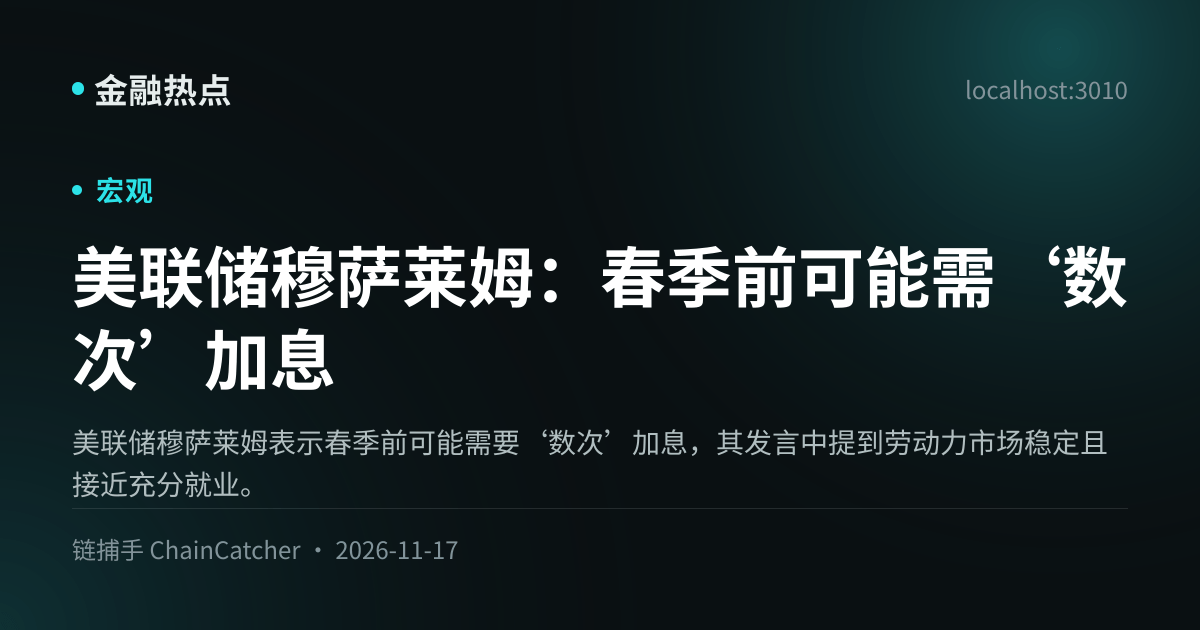 金融热点
localhost:3010
宏观
美联储穆萨莱姆：春季前可能需‘数
次’加息
美联储穆萨莱姆表示春季前可能需要‘数次’加息，其发言中提到劳动力市场稳定且
接近充分就业。
链捕手 ChainCatcher · 2026-11-17